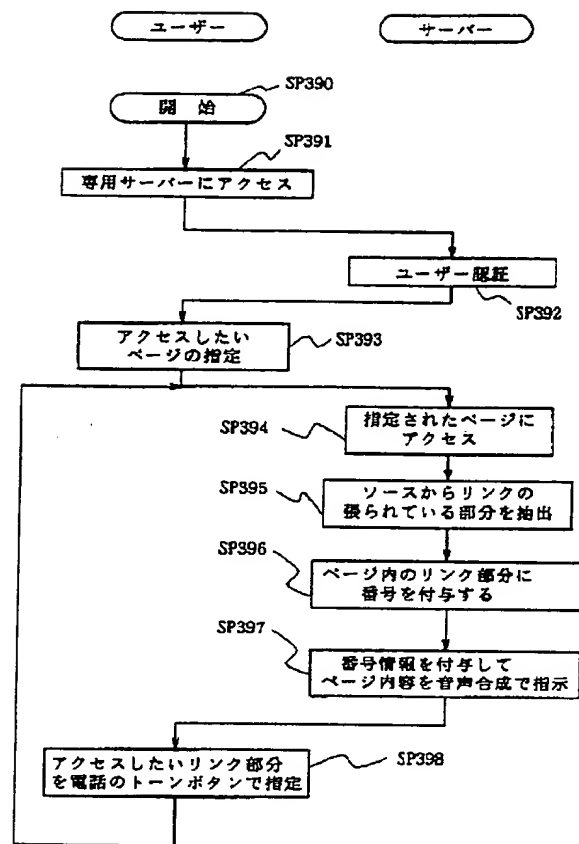 ユーザー
サーバー
開 始
SP390
SP391
専用サーバーにアクセス
ユーザー認証
SP392
アクセスしたい
ページの指定
SP393
指定されたページに
アクセス
SP394
ソースからリンクの
張られている部分を抽出
SP395
ページ内のリンク部分に
番号を付与する
SP396
番号情報を付与して
ページ内容を音声合成で指示
SP397
アクセスしたいリンク部分
を電話のトーンボタンで指定
SP398